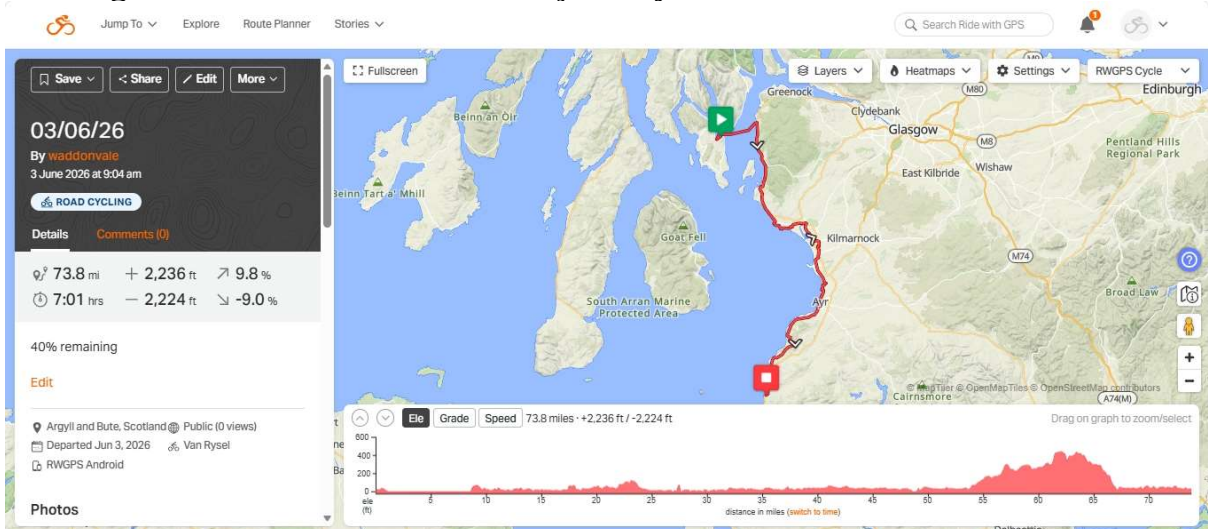 Jump To
Explore
Route Planner
Stories
Search Ride with GPS
1
Save
Share
Edit
More
03/06/26
By waddonvale
3 June 2026 at 9:04 am
ROAD CYCLING
Details
Comments (0)
73.8 mi + 2,236 ft 9.8 %
7:01 hrs − 2,224 ft -9.0 %
40% remaining
Edit
Argyll and Bute, Scotland Public (0 views)
Departed Jun 3, 2026 Van Rysel
RWGPS Android
Photos
Fullscreen
Layers
Heatmaps
Settings
RWGPS Cycle
Greenock
M80
Edinburgh
Beinn an Oir
Clydebank
Glasgow
M8
Pentland Hills
Regional Park
East Kilbride
Wishaw
Beinn Tart a' Mhill
Goat Fell
Kilmarnock
M74
Broad Law
South Arran Marine
Protected Area
Ayr
© MapTiler © OpenMapTiles © OpenStreetMap contributors
Cairnsmore
A74(M)
Ele
Grade
Speed
73.8 miles · +2,236 ft / -2,224 ft
Drag on graph to zoom/select
600
400
200
0
ele
(ft)
5 10 15 20 25 30 35 40 45 50 55 60 65 70
distance in miles (switch to time)